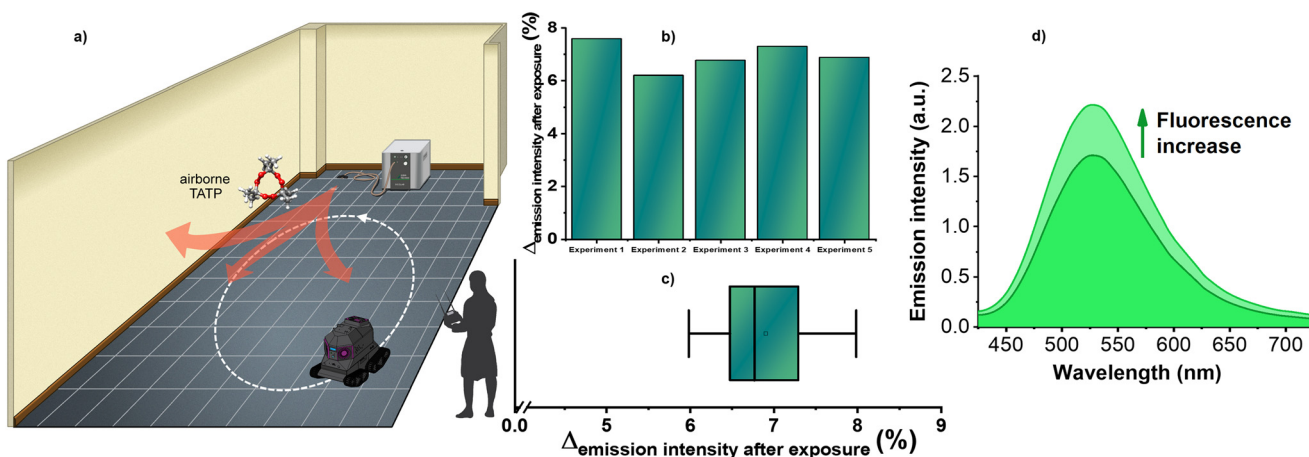 a)
airborne
TATP
b)
Δemission intensity after exposure (%)
8
6
4
2
0
Experiment 1 Experiment 2 Experiment 3 Experiment 4 Experiment 5
c)
0.0 5 6 7 8 9
Δemission intensity after exposure (%)
d)
Emission intensity (a.u.)
2.5
2.0
1.5
1.0
0.5
0.0
Fluorescence
increase
450 500 550 600 650 700
Wavelength (nm)